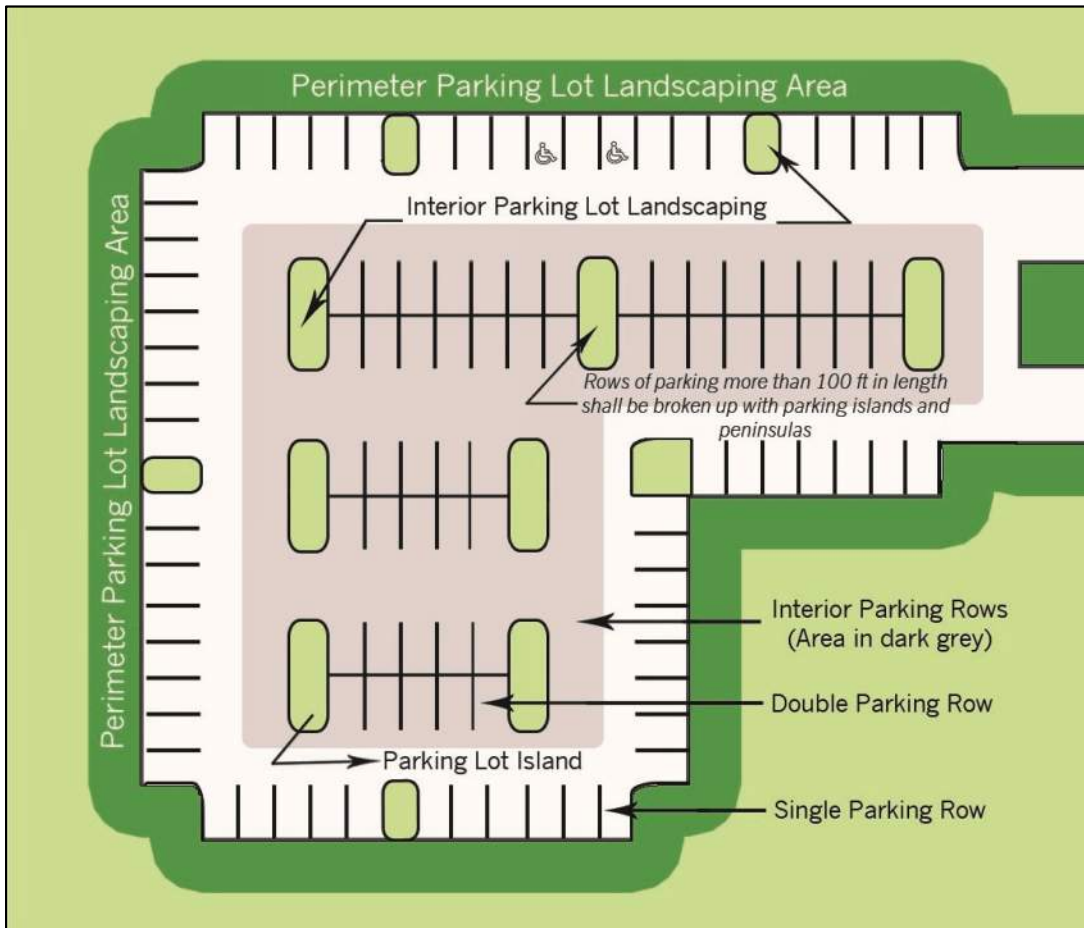 Perimeter Parking Lot Landscaping Area
Perimeter Parking Lot Landscaping Area
Interior Parking Lot Landscaping
Rows of parking more than 100 ft in length
shall be broken up with parking islands and
peninsulas
Interior Parking Rows
(Area in dark grey)
Double Parking Row
Parking Lot Island
Single Parking Row